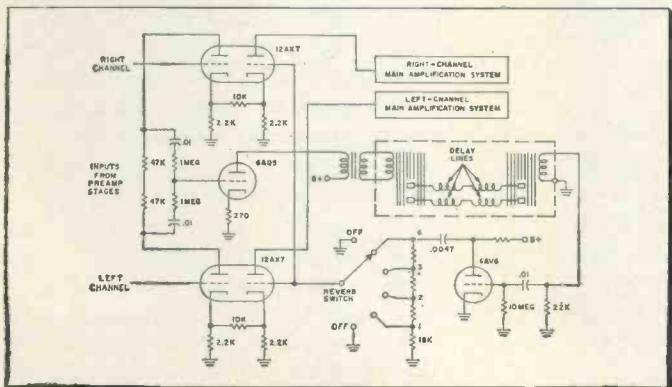 RIGHT
CHANNEL
12AX7
RIGHT-CHANNEL
MAIN AMPLIFICATION SYSTEM
LEFT-CHANNEL
MAIN AMPLIFICATION SYSTEM
10K
2.2K
2.2K
.01
1MEG
47K
6AQ5
DELAY
LINES
INPUTS
FROM
PREAMP
STAGES
B+
47K
1MEG
270
.01
OFF
6
.0047
B+
12AX7
3
6AV6
.01
LEFT
CHANNEL
REVERB
SWITCH
2
10MEG
22K
10K
OFF
1
2.2K
2.2K
18K